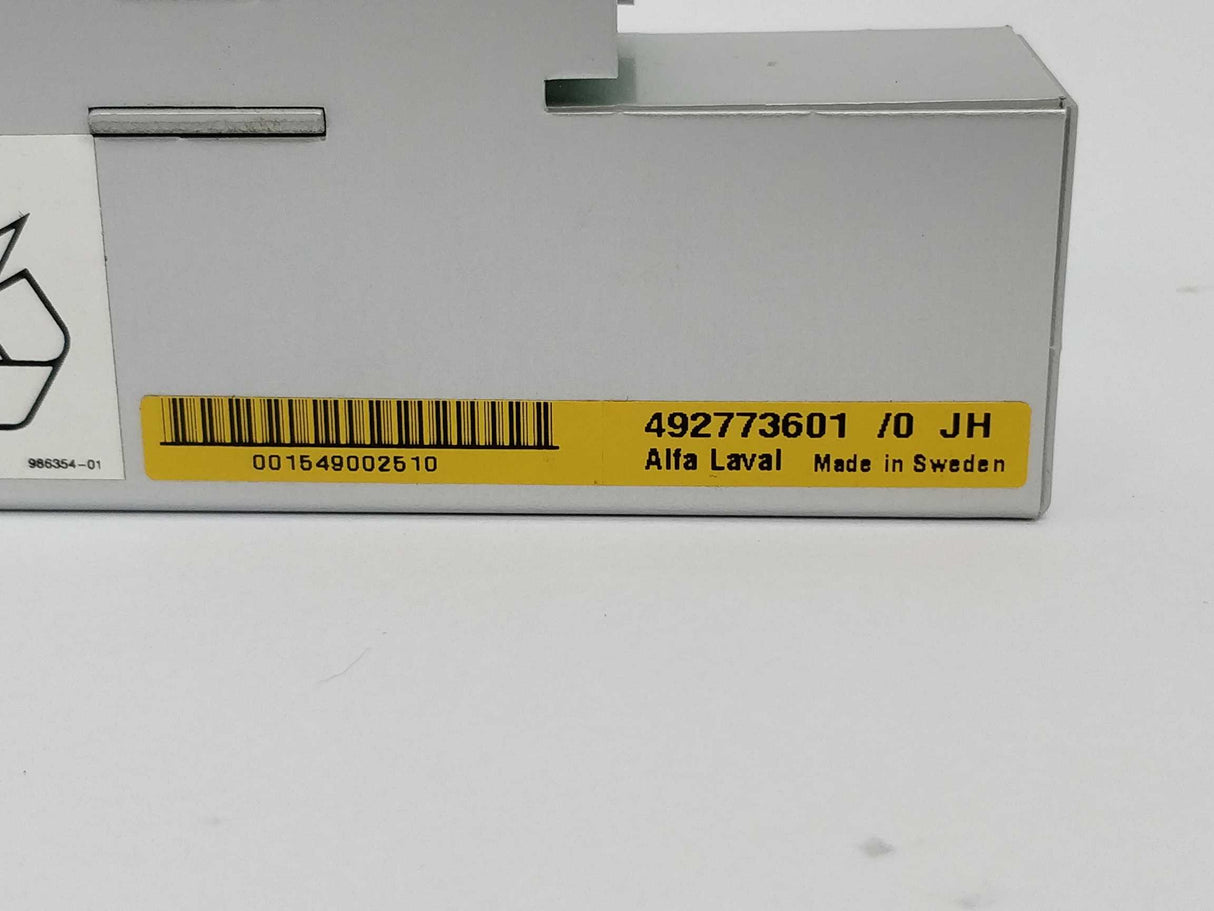 986354-01
001549002510
492773601 /0 JH
Alfa Laval Made in Sweden